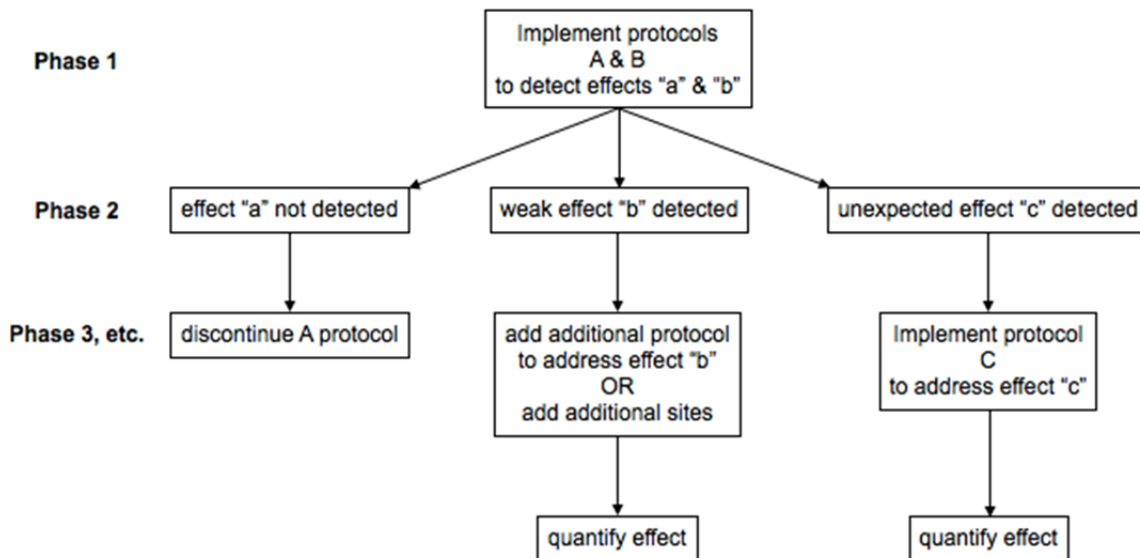 Phase 1
Implement protocols
A & B
to detect effects “a” & “b”
Phase 2
effect “a” not detected
weak effect “b” detected
unexpected effect “c” detected
Phase 3, etc.
discontinue A protocol
add additional protocol
to address effect “b”
OR
add additional sites
Implement protocol
C
to address effect “c”
quantify effect
quantify effect